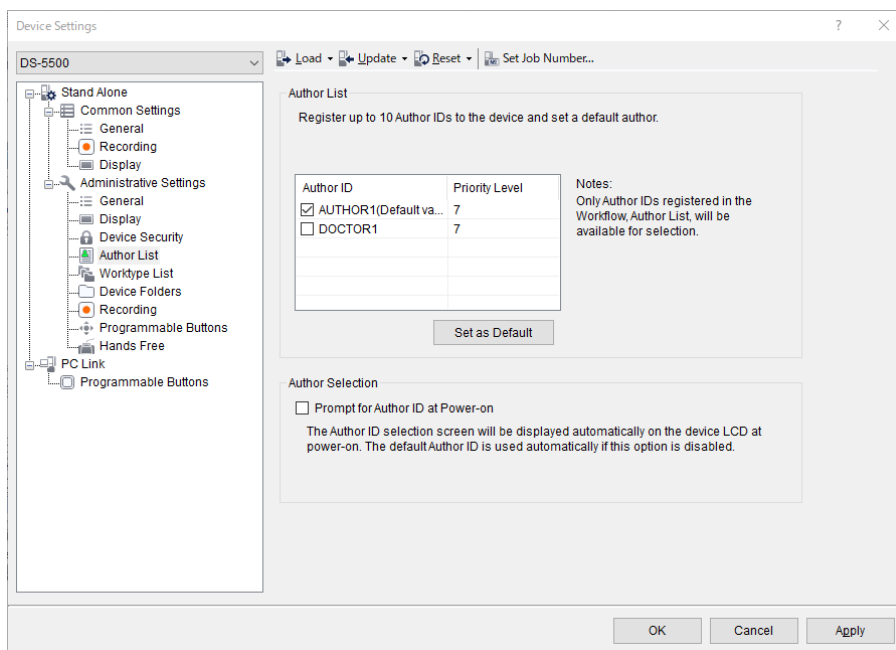 Device Settings
DS-5500
Load Update Reset Set Job Number...
Stand Alone
Common Settings
General
Recording
Display
Administrative Settings
General
Display
Device Security
Author List
Worktype List
Device Folders
Recording
Programmable Buttons
Hands Free
PC Link
Programmable Buttons
Author List
Register up to 10 Author IDs to the device and set a default author.
Author ID Priority Level
AUTHOR1(Default va... 7
DOCTOR1 7
Notes:
Only Author IDs registered in the
Workflow, Author List, will be
available for selection.
Set as Default
Author Selection
Prompt for Author ID at Power-on
The Author ID selection screen will be displayed automatically on the device LCD at
power-on. The default Author ID is used automatically if this option is disabled.
OK Cancel Apply